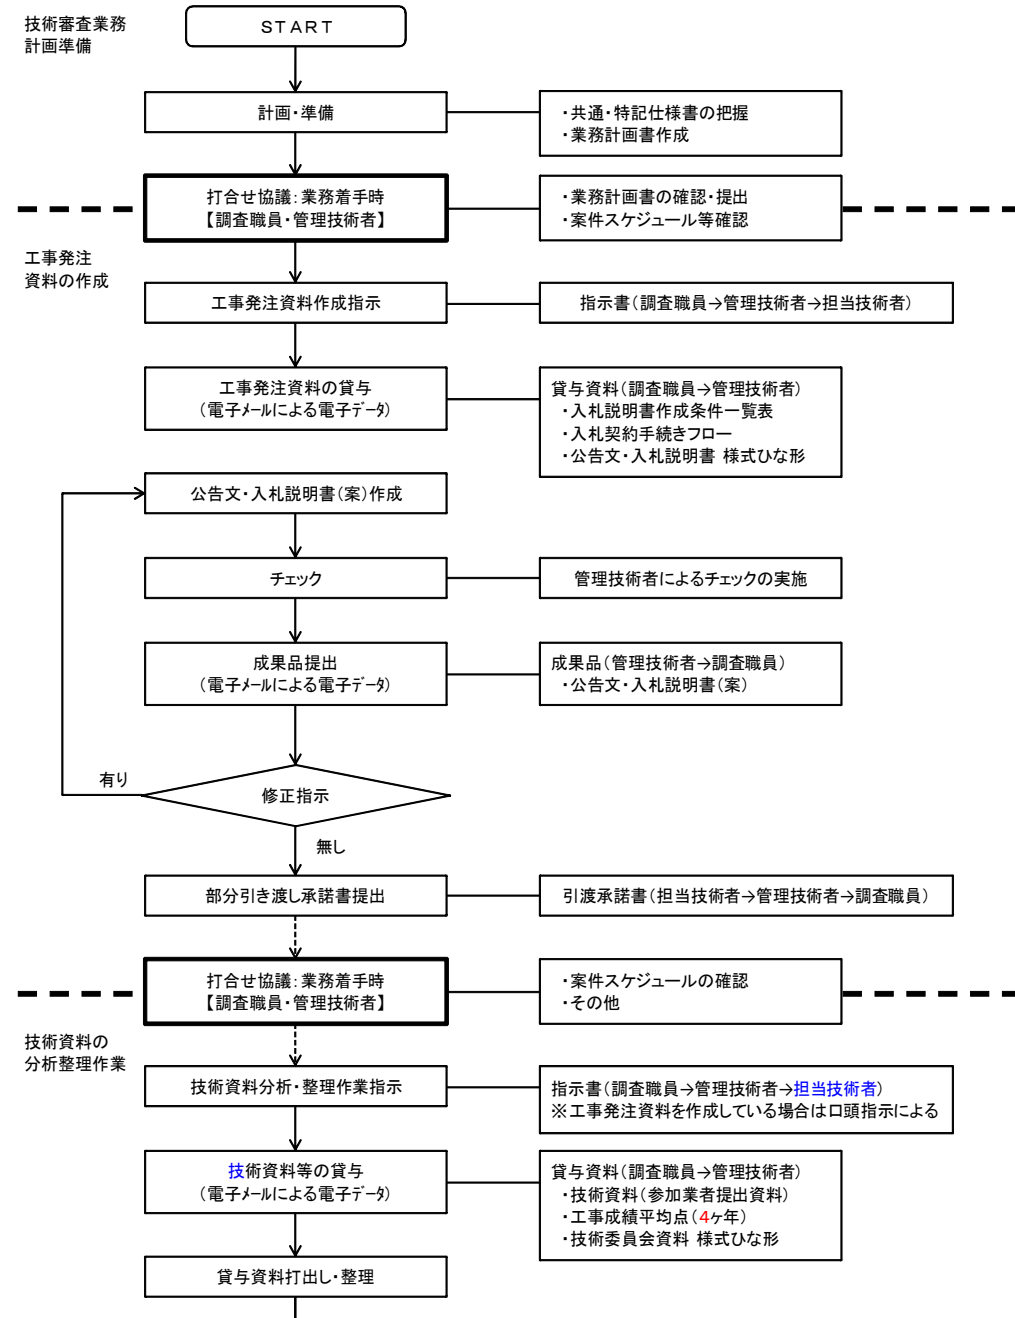 技術審査業務
計画準備
ＳＴＡＲＴ
計画・準備
・共通・特記仕様書の把握
・業務計画書作成
打合せ協議：業務着手時
【調査職員・管理技術者】
・業務計画書の確認・提出
・案件スケジュール等確認
工事発注
資料の作成
工事発注資料作成指示
指示書（調査職員→管理技術者→担当技術者）
工事発注資料の貸与
（電子ﾒｰﾙによる電子ﾃﾞｰﾀ）
貸与資料（調査職員→管理技術者）
・入札説明書作成条件一覧表
・入札契約手続きフロー
・公告文・入札説明書 様式ひな形
公告文・入札説明書（案）作成
チェック
管理技術者によるチェックの実施
成果品提出
（電子ﾒｰﾙによる電子ﾃﾞｰﾀ）
成果品（管理技術者→調査職員）
・公告文・入札説明書（案）
有り
修正指示
無し
部分引き渡し承諾書提出
引渡承諾書（担当技術者→管理技術者→調査職員）
打合せ協議：業務着手時
【調査職員・管理技術者】
・案件スケジュールの確認
・その他
技術資料の
分析整理作業
技術資料分析・整理作業指示
指示書（調査職員→管理技術者→担当技術者）
※工事発注資料を作成している場合は口頭指示による
技術資料等の貸与
（電子ﾒｰﾙによる電子ﾃﾞｰﾀ）
貸与資料（調査職員→管理技術者）
・技術資料（参加業者提出資料）
・工事成績平均点（４ヶ年）
・技術委員会資料 様式ひな形
貸与資料打出し・整理